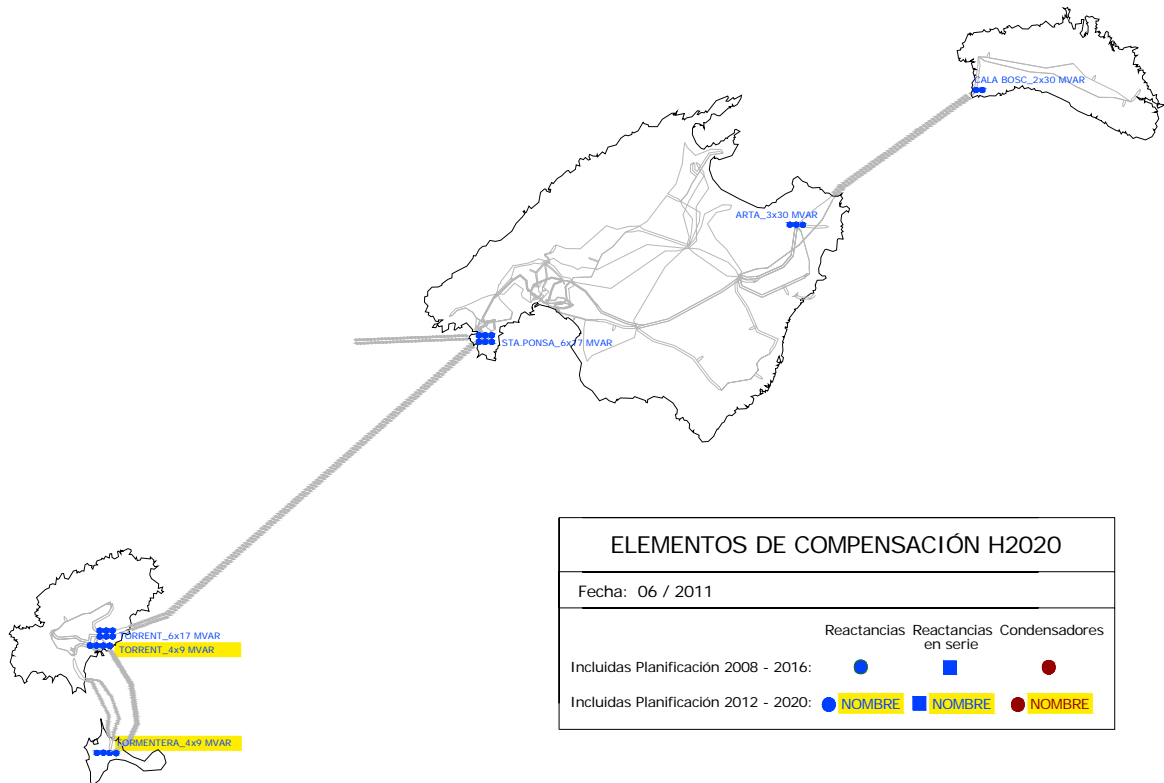 CALA BOSC_2x30 MVAR
ARTA_3x30 MVAR
STA.PONSA_6x17 MVAR
TORRENT_6x17 MVAR
TORRENT_4x9 MVAR
FORMENTERA_4x9 MVAR
ELEMENTOS DE COMPENSACIÓN H2020
Fecha: 06 / 2011
Reactancias Reactancias en serie Condensadores
Incluidas Planificación 2008 - 2016:
Incluidas Planificación 2012 - 2020: NOMBRE NOMBRE NOMBRE